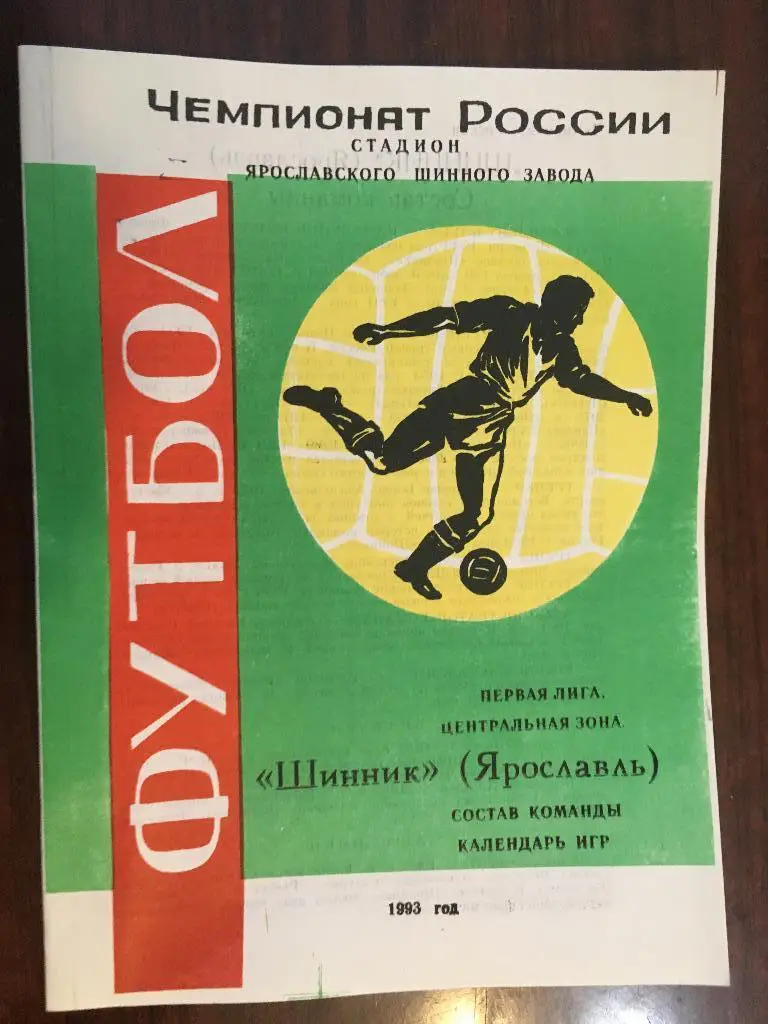 Чемпионат России
СТАДИОН
ЯРОСЛАВСКОГО ШИННОГО ЗАВОДА
ФУТБОЛ
ПЕРВАЯ ЛИГА.
ЦЕНТРАЛЬНАЯ ЗОНА
«Шинник» (Ярославль)
СОСТАВ КОМАНДЫ
КАЛЕНДАРЬ ИГР
1993 год